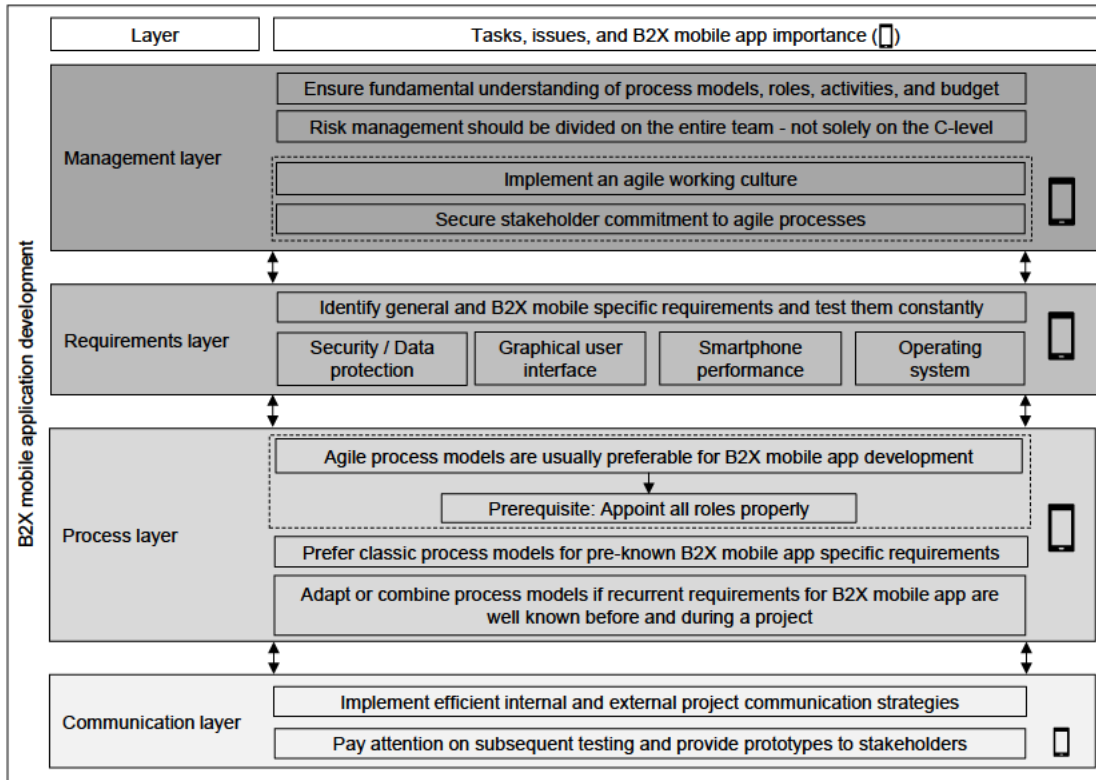 Layer
Tasks, issues, and B2X mobile app importance ( )
B2X mobile application development
Management layer
Ensure fundamental understanding of process models, roles, activities, and budget
Risk management should be divided on the entire team - not solely on the C-level
Implement an agile working culture
Secure stakeholder commitment to agile processes
Requirements layer
Identify general and B2X mobile specific requirements and test them constantly
Security / Data
protection
Graphical user
interface
Smartphone
performance
Operating
system
Process layer
Agile process models are usually preferable for B2X mobile app development
Prerequisite: Appoint all roles properly
Prefer classic process models for pre-known B2X mobile app specific requirements
Adapt or combine process models if recurrent requirements for B2X mobile app are
well known before and during a project
Communication layer
Implement efficient internal and external project communication strategies
Pay attention on subsequent testing and provide prototypes to stakeholders